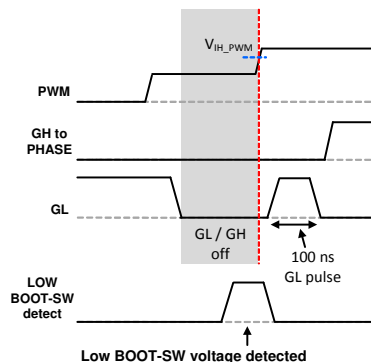 V_IH_PWM
PWM
GH to
PHASE
GL
GL / GH
off
100 ns
GL pulse
LOW
BOOT-SW
detect
Low BOOT-SW voltage detected